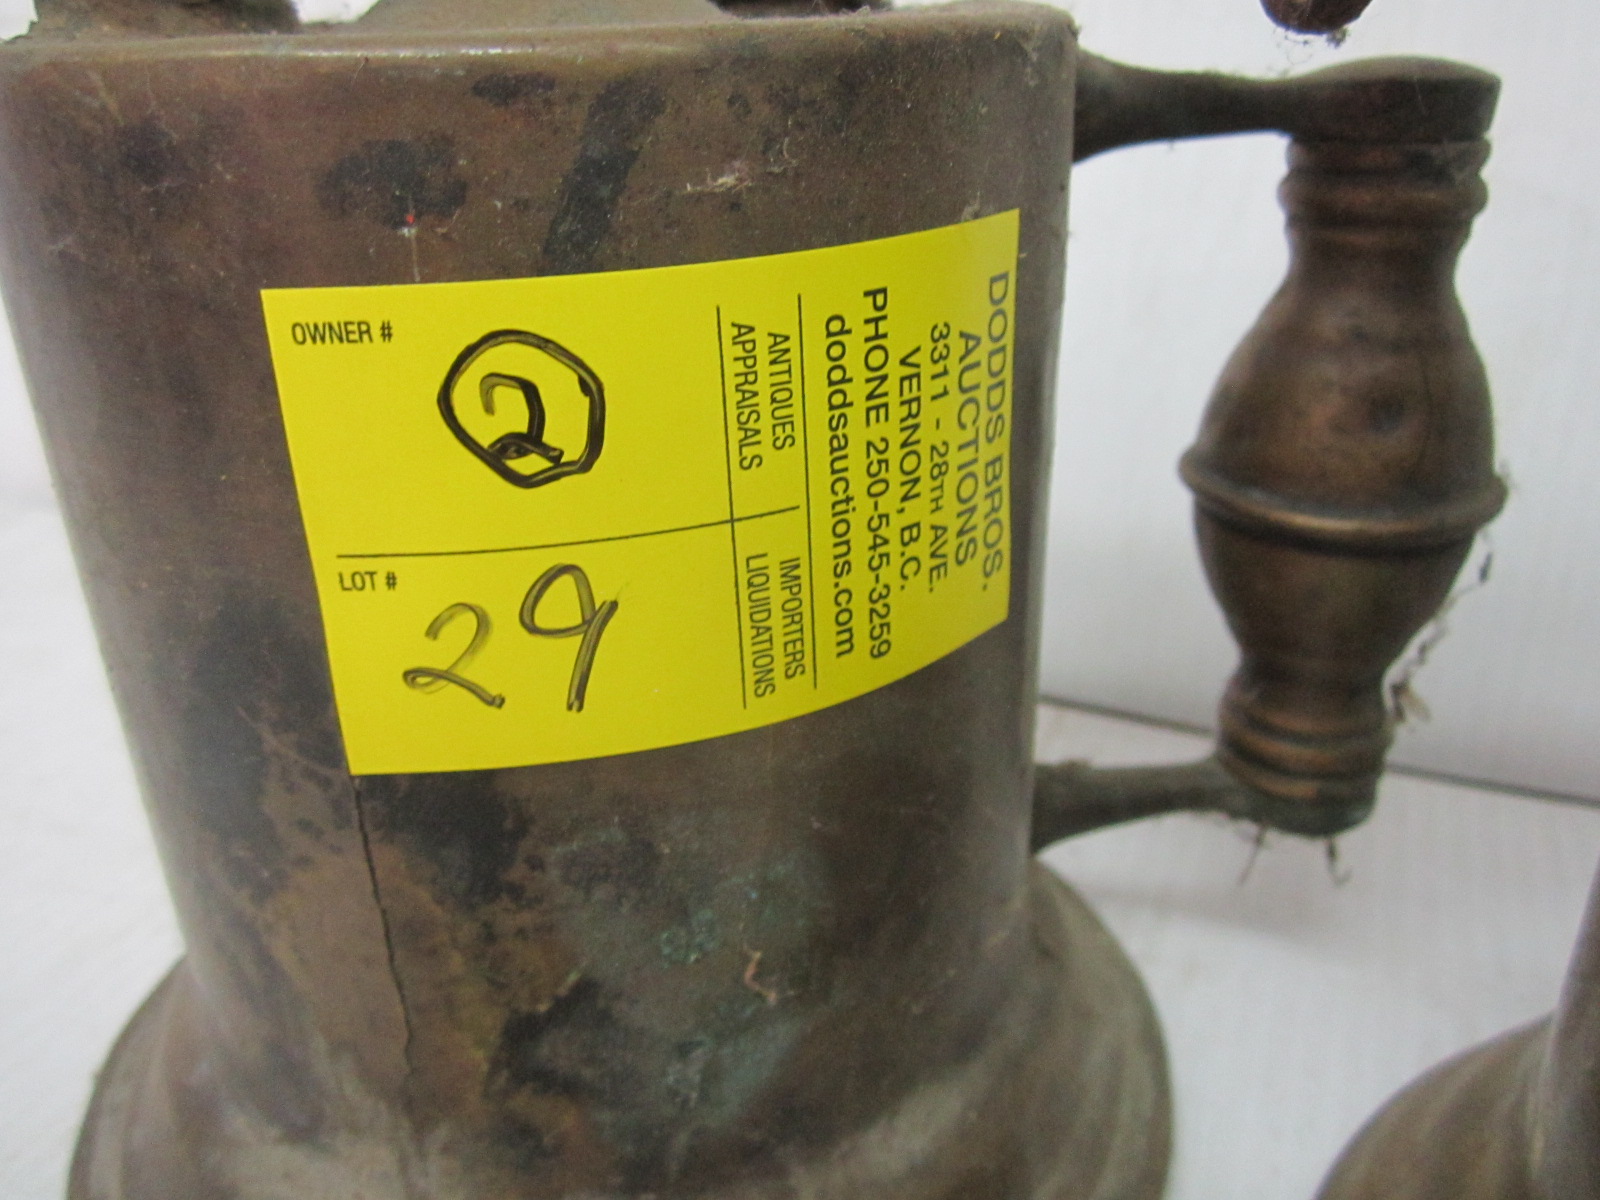 DODDS BROS.
AUCTIONS
3311 - 28TH AVE.
VERNON, B.C.
PHONE 250-545-3259
doddsauctions.com
ANTIQUES
APPRAISALS
IMPORTERS
LIQUIDATIONS
OWNER #
2
LOT #
29